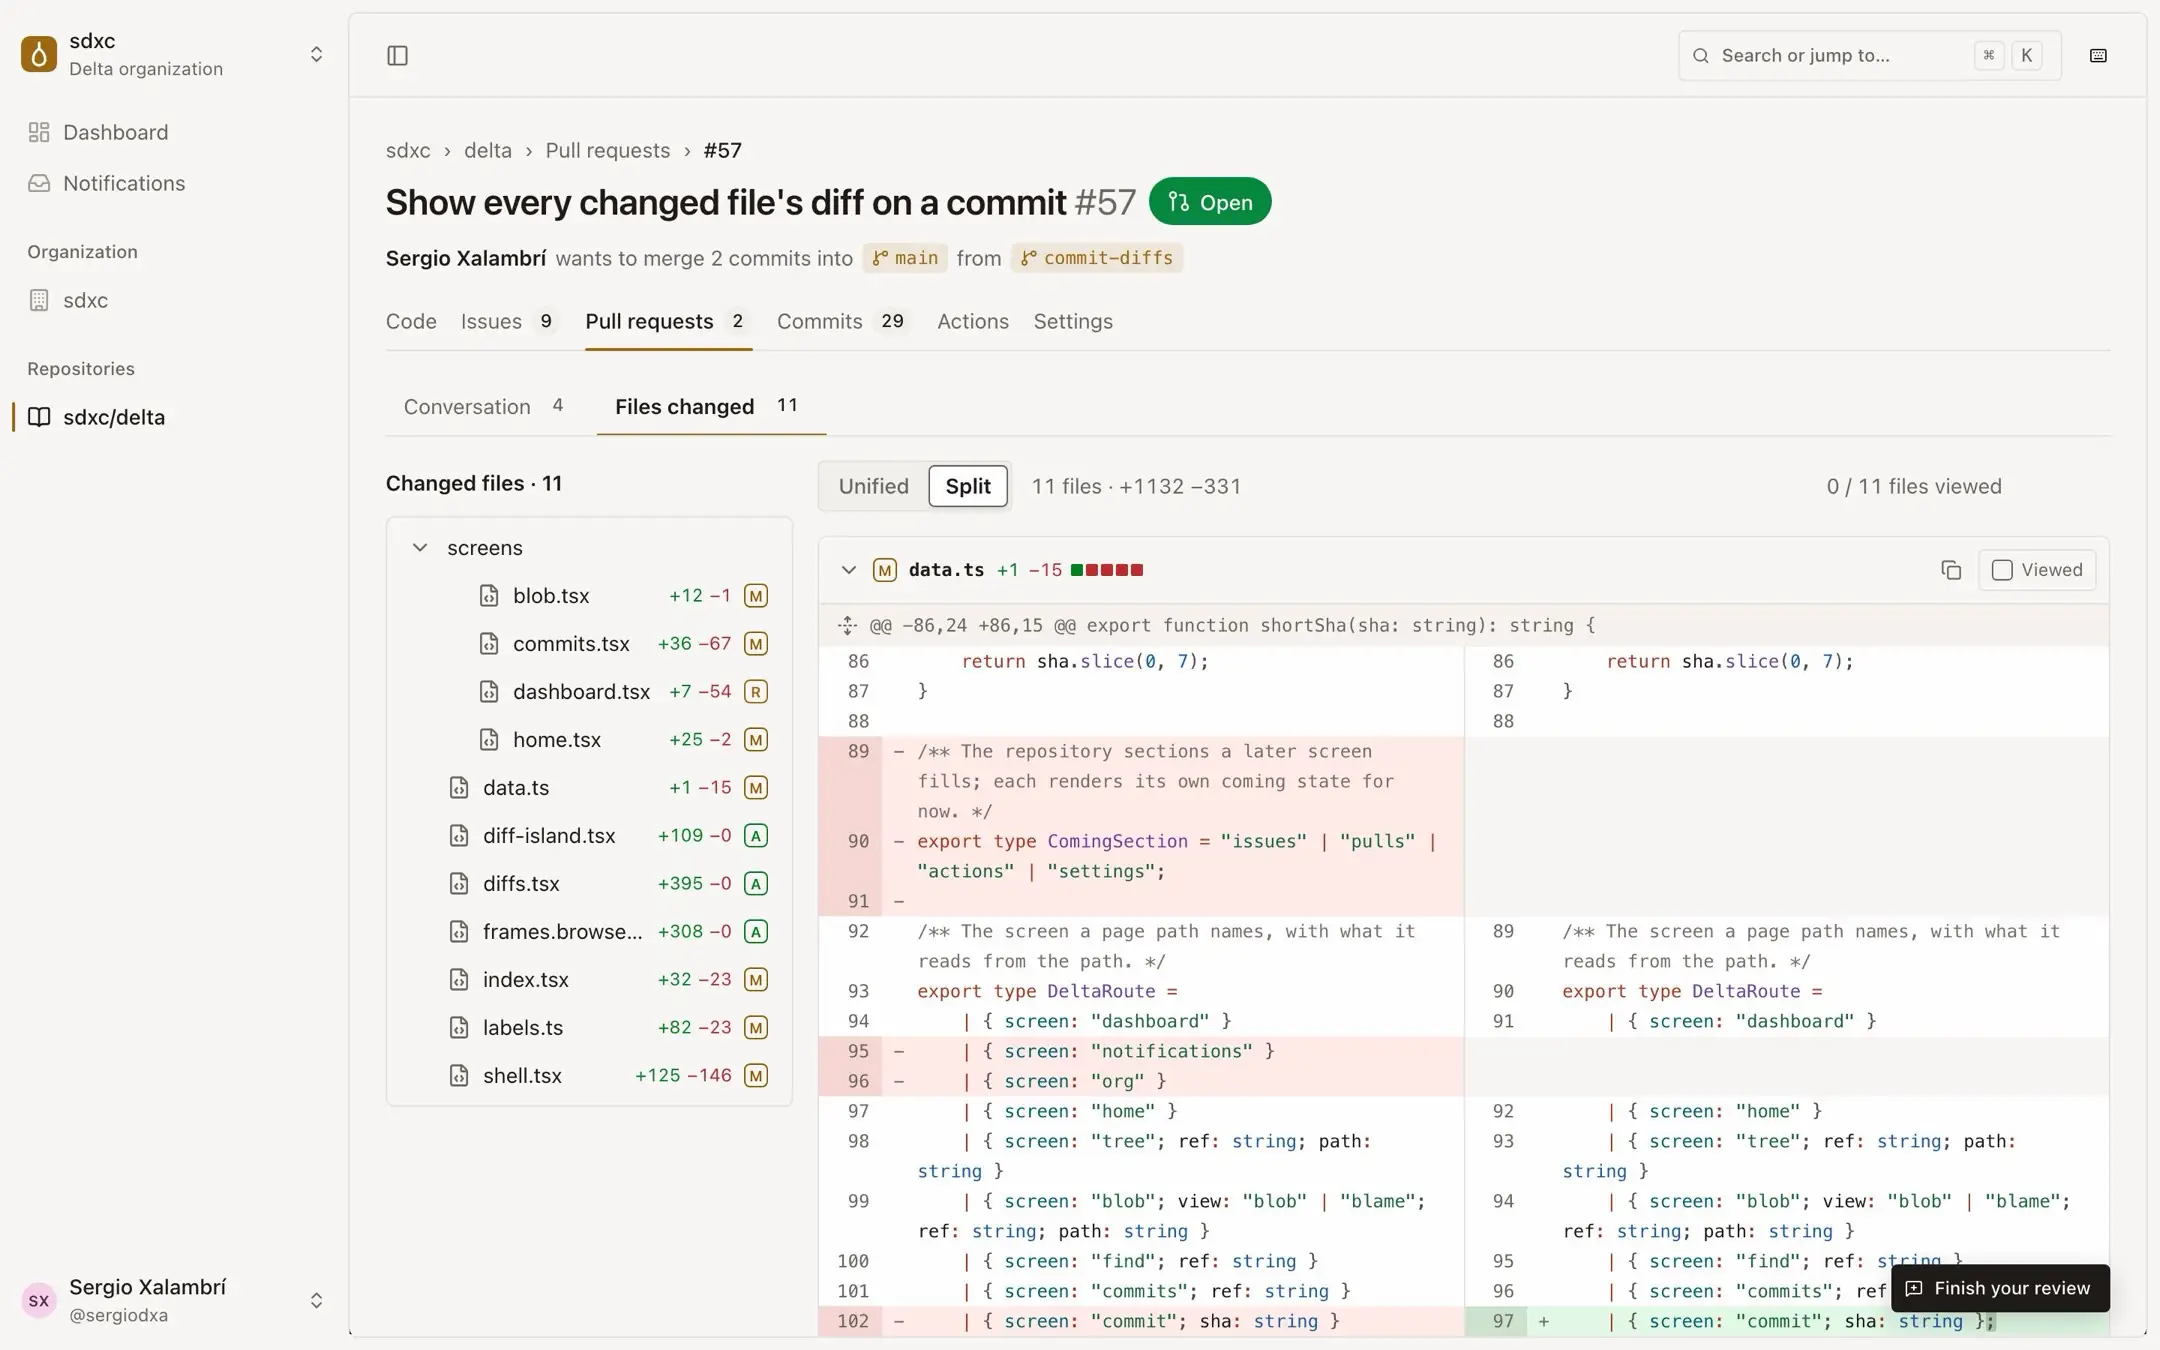 sdxc
Delta organization
Dashboard
Notifications
Organization
sdxc
Repositories
sdxc/delta
SX
Sergio Xalambrí
@sergiodxa
Search or jump to...
⌘ K
sdxc › delta › Pull requests › #57
Show every changed file's diff on a commit #57 Open
Sergio Xalambrí wants to merge 2 commits into main from commit-diffs
Code Issues 9 Pull requests 2 Commits 29 Actions Settings
Conversation 4 Files changed 11
Changed files · 11
screens
blob.tsx +12 −1 M
commits.tsx +36 −67 M
dashboard.tsx +7 −54 R
home.tsx +25 −2 M
data.ts +1 −15 M
diff-island.tsx +109 −0 A
diffs.tsx +395 −0 A
frames.browse... +308 −0 A
index.tsx +32 −23 M
labels.ts +82 −23 M
shell.tsx +125 −146 M
Unified Split 11 files · +1132 −331 0 / 11 files viewed
M data.ts +1 −15 Viewed
@@ −86,24 +86,15 @@ export function shortSha(sha: string): string {
86 return sha.slice(0, 7);
87 }
88
89 − /** The repository sections a later screen
fills; each renders its own coming state for
now. */
90 − export type ComingSection = "issues" | "pulls" |
"actions" | "settings";
91 −
92 /** The screen a page path names, with what it
reads from the path. */
93 export type DeltaRoute =
94 | { screen: "dashboard" }
95 − | { screen: "notifications" }
96 − | { screen: "org" }
97 | { screen: "home" }
98 | { screen: "tree"; ref: string; path:
string }
99 | { screen: "blob"; view: "blob" | "blame";
ref: string; path: string }
100 | { screen: "find"; ref: string }
101 | { screen: "commits"; ref: string }
102 − | { screen: "commit"; sha: string }
86 return sha.slice(0, 7);
87 }
88
89 /** The screen a page path names, with what it
reads from the path. */
90 export type DeltaRoute =
91 | { screen: "dashboard" }
92 | { screen: "home" }
93 | { screen: "tree"; ref: string; path:
string }
94 | { screen: "blob"; view: "blob" | "blame";
ref: string; path: string }
95 | { screen: "find"; ref: string }
96 | { screen: "commits"; ref
97 + | { screen: "commit"; sha: string };
Finish your review